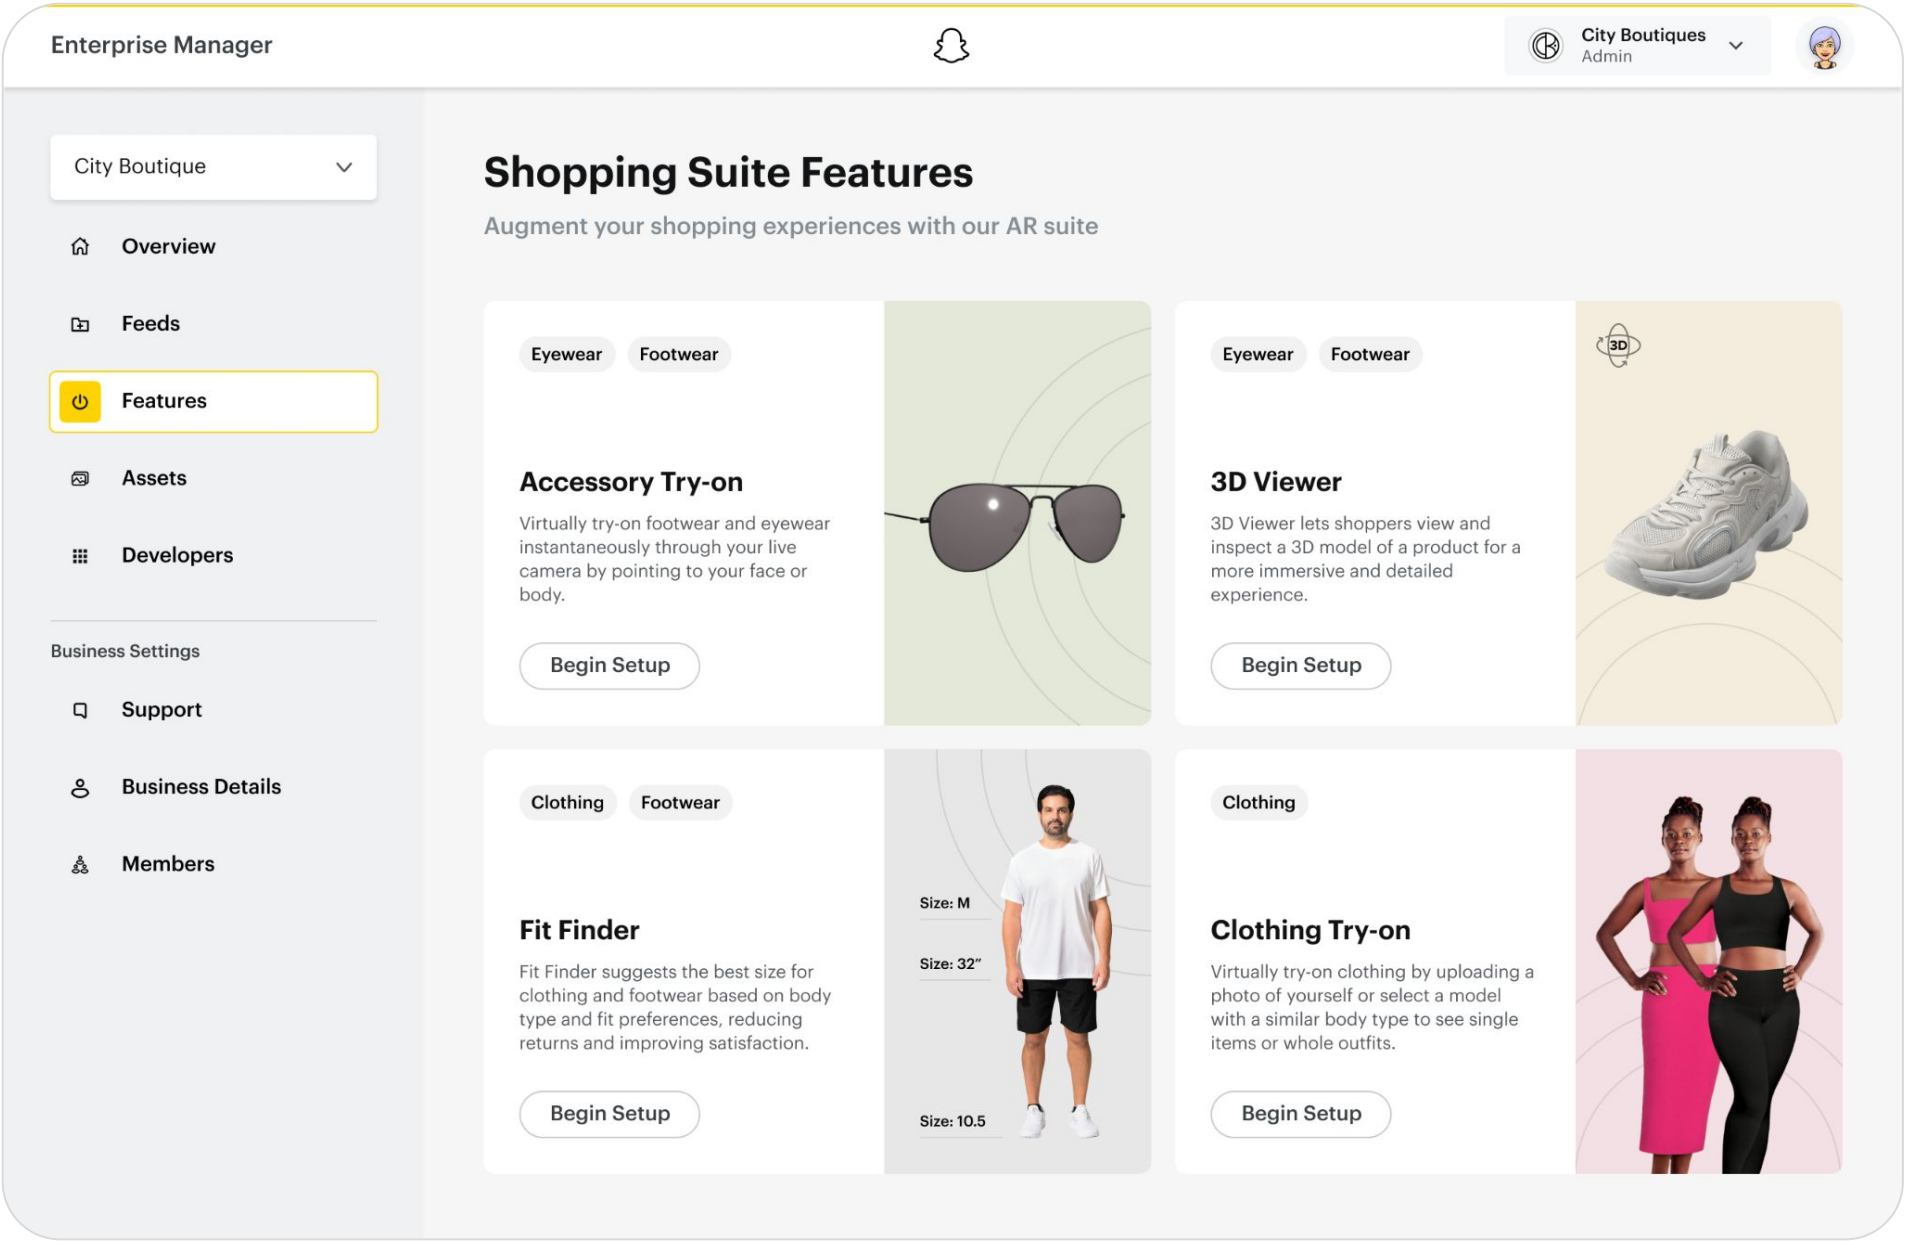 Enterprise Manager
City Boutiques
Admin
City Boutique
Overview
Feeds
Features
Assets
Developers
Business Settings
Support
Business Details
Members
Shopping Suite Features
Augment your shopping experiences with our AR suite
Eyewear
Footwear
Accessory Try-on
Virtually try-on footwear and eyewear
instantaneously through your live
camera by pointing to your face or
body.
Begin Setup
Eyewear
Footwear
3D
3D Viewer
3D Viewer lets shoppers view and
inspect a 3D model of a product for a
more immersive and detailed
experience.
Begin Setup
Clothing
Footwear
Fit Finder
Fit Finder suggests the best size for
clothing and footwear based on body
type and fit preferences, reducing
returns and improving satisfaction.
Begin Setup
Size: M
Size: 32”
Size: 10.5
Clothing
Clothing Try-on
Virtually try-on clothing by uploading a
photo of yourself or select a model
with a similar body type to see single
items or whole outfits.
Begin Setup